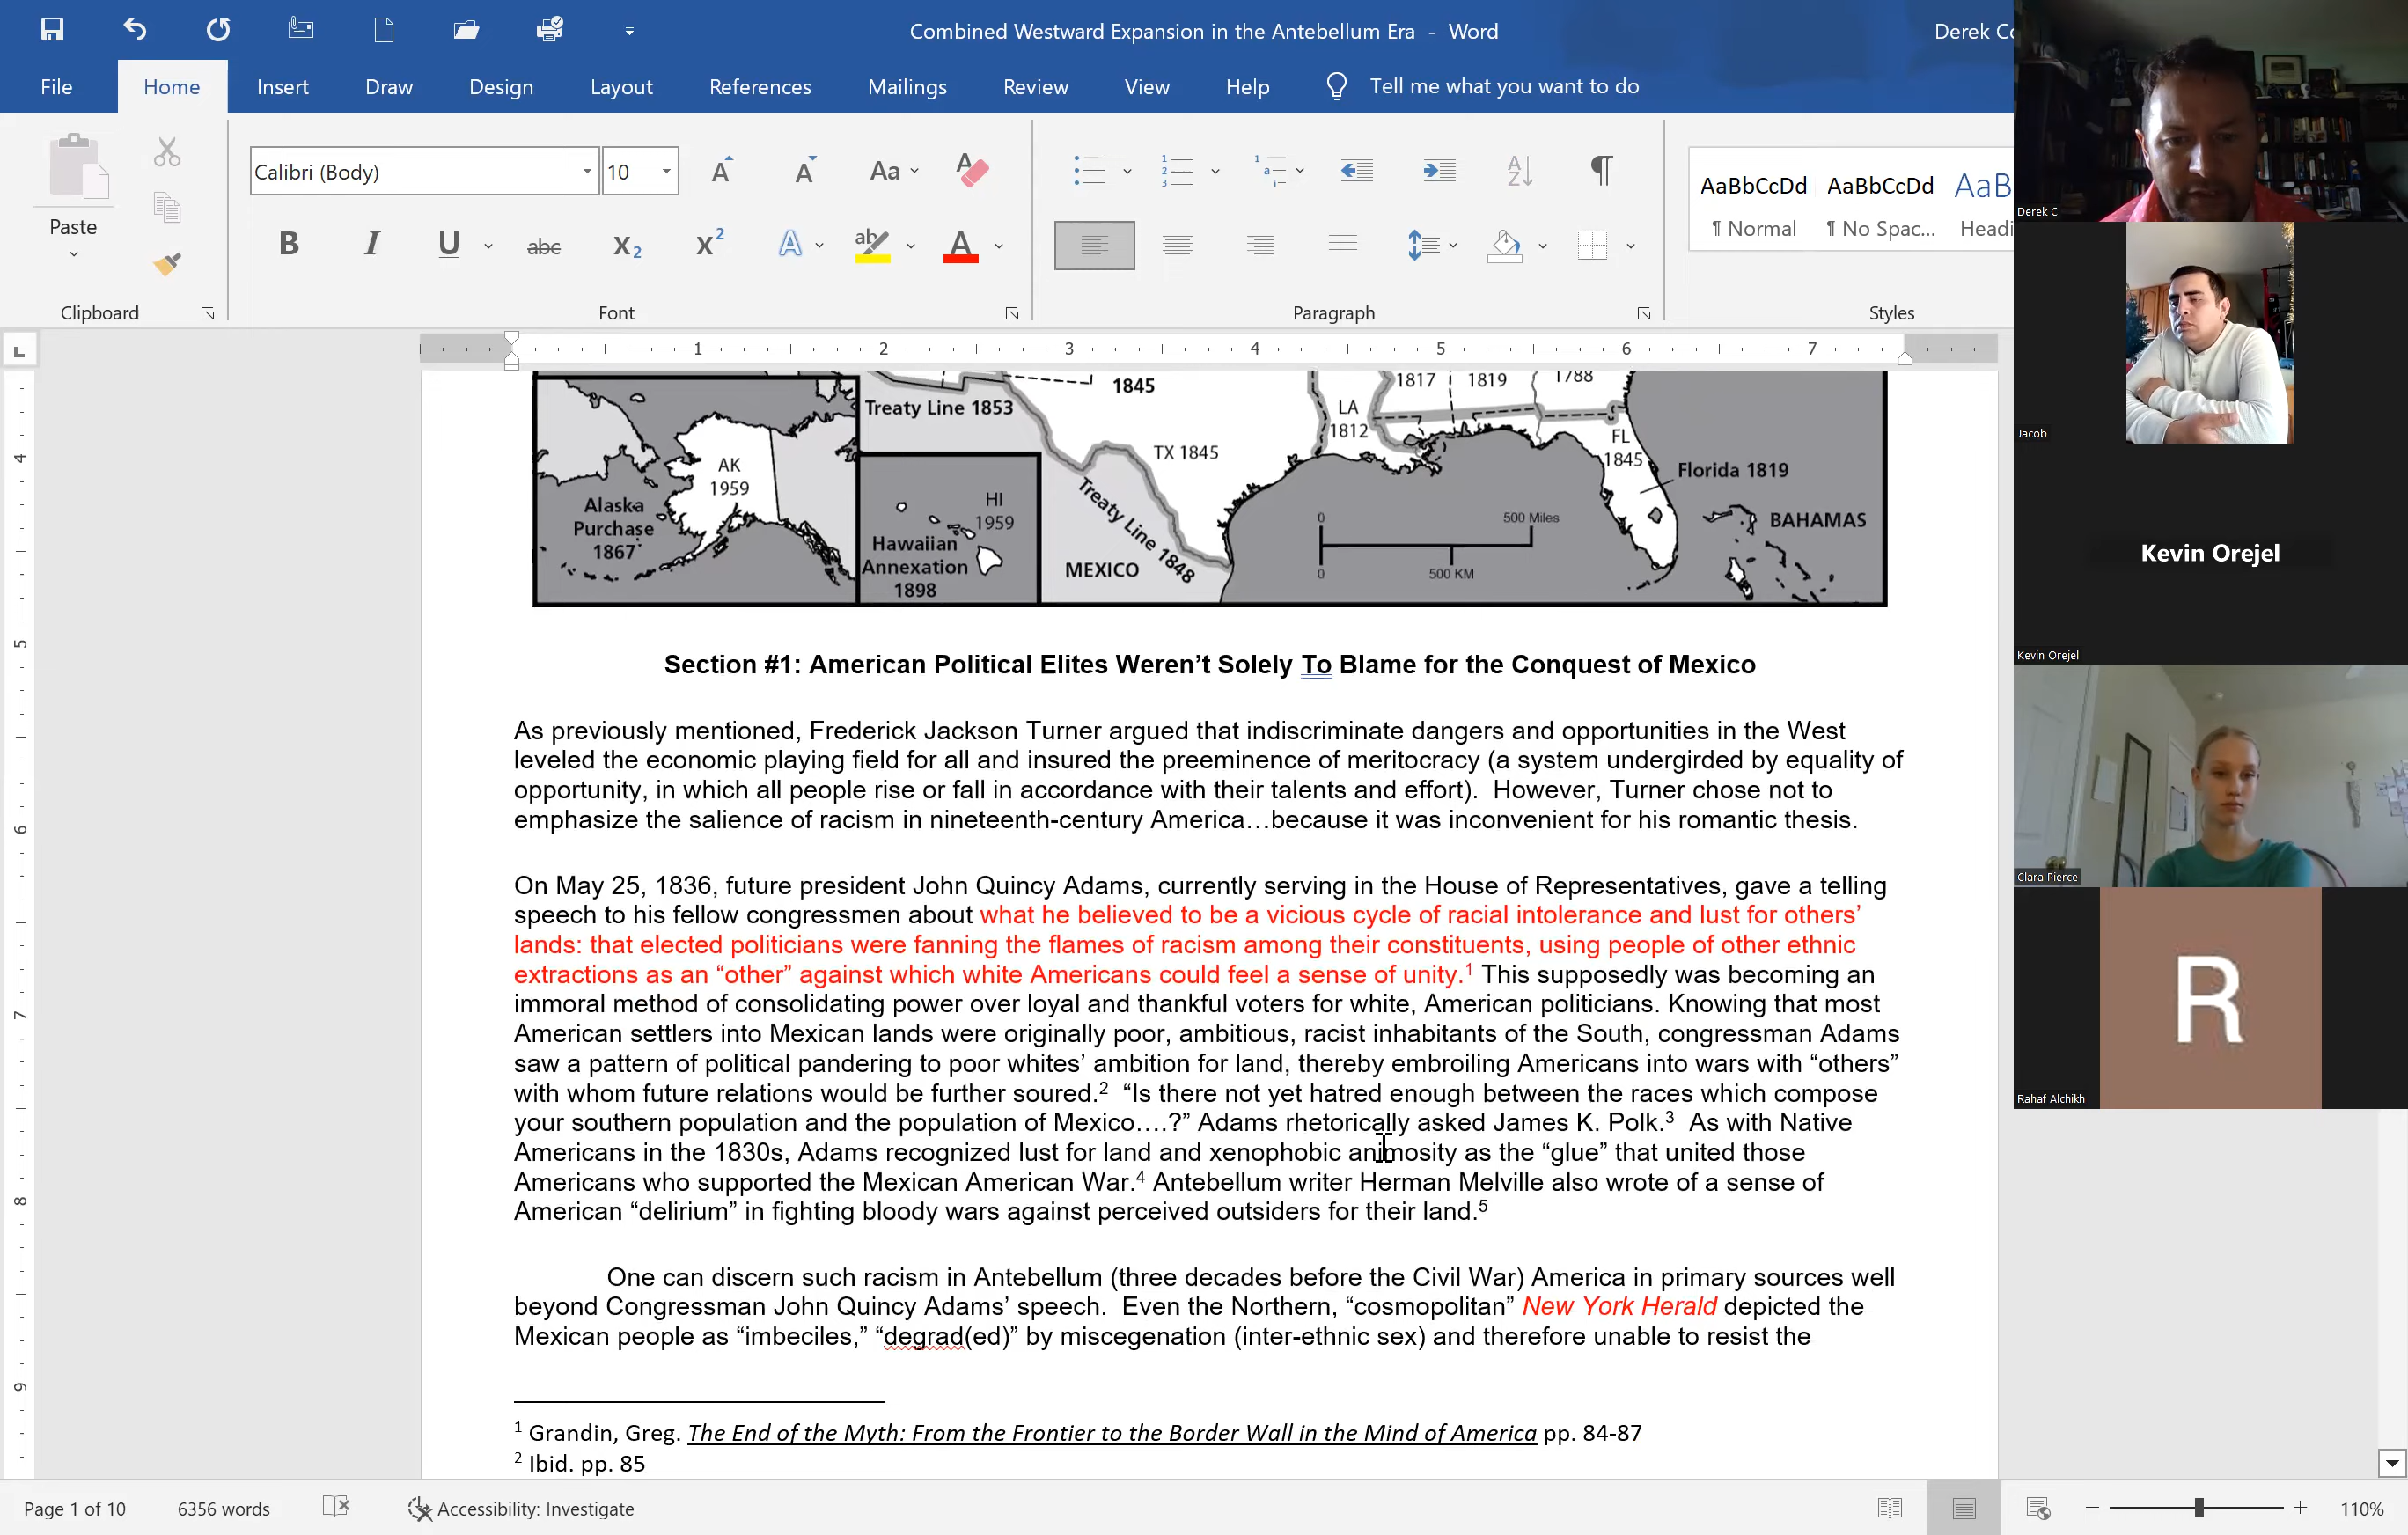 Combined Westward Expansion in the Antebellum Era - Word
Derek C
File Home Insert Draw Design Layout References Mailings Review View Help Tell me what you want to do
Paste
Calibri (Body) 10
Clipboard
Font
Paragraph
Styles
AaBbCcDd AaBbCcDd AaB
¶ Normal ¶ No Spac... Headi
1 2 3 4 5 6 7
4
5
6
7
8
9
1845
1817 1819 1788
Treaty Line 1853
LA
1812
TX 1845
FL
1845
Florida 1819
AK
1959
Alaska
Purchase
1867
HI
1959
Hawaiian
Annexation
1898
Treaty Line 1848
MEXICO
0 500 Miles
0 500 KM
BAHAMAS
Section #1: American Political Elites Weren’t Solely To Blame for the Conquest of Mexico
As previously mentioned, Frederick Jackson Turner argued that indiscriminate dangers and opportunities in the West
leveled the economic playing field for all and insured the preeminence of meritocracy (a system undergirded by equality of
opportunity, in which all people rise or fall in accordance with their talents and effort).  However, Turner chose not to
emphasize the salience of racism in nineteenth-century America…because it was inconvenient for his romantic thesis.
On May 25, 1836, future president John Quincy Adams, currently serving in the House of Representatives, gave a telling
speech to his fellow congressmen about what he believed to be a vicious cycle of racial intolerance and lust for others’
lands: that elected politicians were fanning the flames of racism among their constituents, using people of other ethnic
extractions as an “other” against which white Americans could feel a sense of unity.1 This supposedly was becoming an
immoral method of consolidating power over loyal and thankful voters for white, American politicians. Knowing that most
American settlers into Mexican lands were originally poor, ambitious, racist inhabitants of the South, congressman Adams
saw a pattern of political pandering to poor whites’ ambition for land, thereby embroiling Americans into wars with “others”
with whom future relations would be further soured.2  “Is there not yet hatred enough between the races which compose
your southern population and the population of Mexico….?” Adams rhetorically asked James K. Polk.3  As with Native
Americans in the 1830s, Adams recognized lust for land and xenophobic animosity as the “glue” that united those
Americans who supported the Mexican American War.4 Antebellum writer Herman Melville also wrote of a sense of
American “delirium” in fighting bloody wars against perceived outsiders for their land.5
One can discern such racism in Antebellum (three decades before the Civil War) America in primary sources well
beyond Congressman John Quincy Adams’ speech.  Even the Northern, “cosmopolitan” New York Herald depicted the
Mexican people as “imbeciles,” “degrad(ed)” by miscegenation (inter-ethnic sex) and therefore unable to resist the
1 Grandin, Greg. The End of the Myth: From the Frontier to the Border Wall in the Mind of America pp. 84-87
2 Ibid. pp. 85
Page 1 of 10 6356 words Accessibility: Investigate 110%
Derek C
Jacob
Kevin Orejel
Kevin Orejel
Clara Pierce
R
Rahaf Alchikh